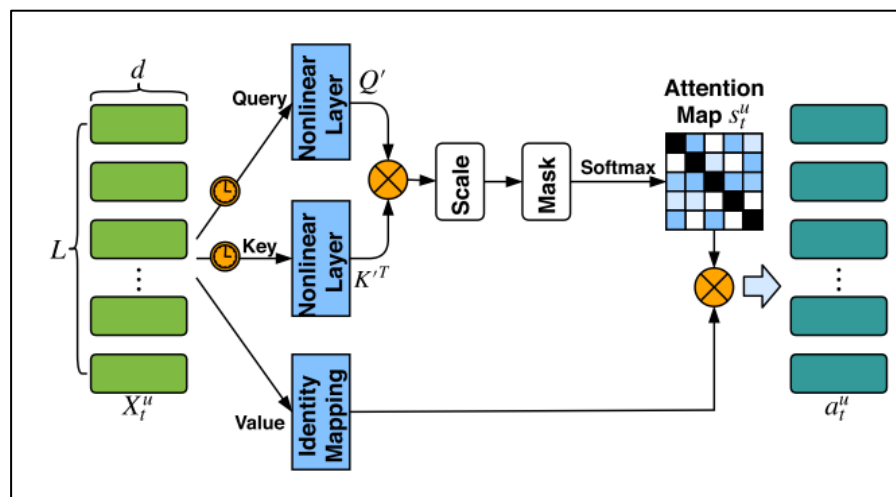 d
L
X_t^u
Query
Key
Value
Nonlinear
Layer
Nonlinear
Layer
Identity
Mapping
Q'
K'^T
Scale
Mask
Softmax
Attention
Map s_t^u
a_t^u